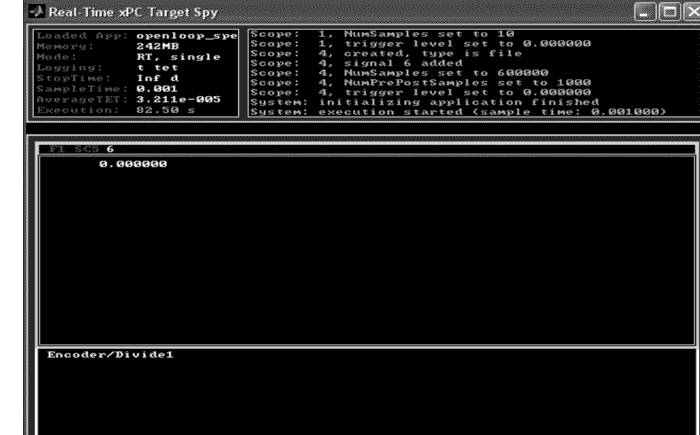 Real-Time xPC Target Spy
Loaded App: openloop_spe
Memory: 242MB
Mode: RT, single
Logging: t tet
StopTime: Inf d
SampleTime: 0.001
AverageTET: 3.211e-005
Execution: 82.50 s
Scope: 1, NumSamples set to 10
Scope: 1, trigger level set to 0.000000
Scope: 4, created, type is file
Scope: 4, signal 6 added
Scope: 4, NumSamples set to 600000
Scope: 4, NumPrePostSamples set to 1000
Scope: 4, trigger level set to 0.000000
System: initializing application finished
System: execution started (sample time: 0.001000)
F1 SC5 6
0.000000
Encoder/Divide1